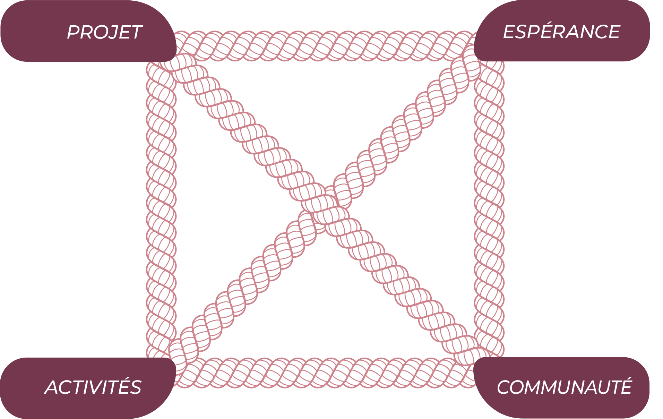 PROJET
ESPÉRANCE
ACTIVITÉS
COMMUNAUTÉ